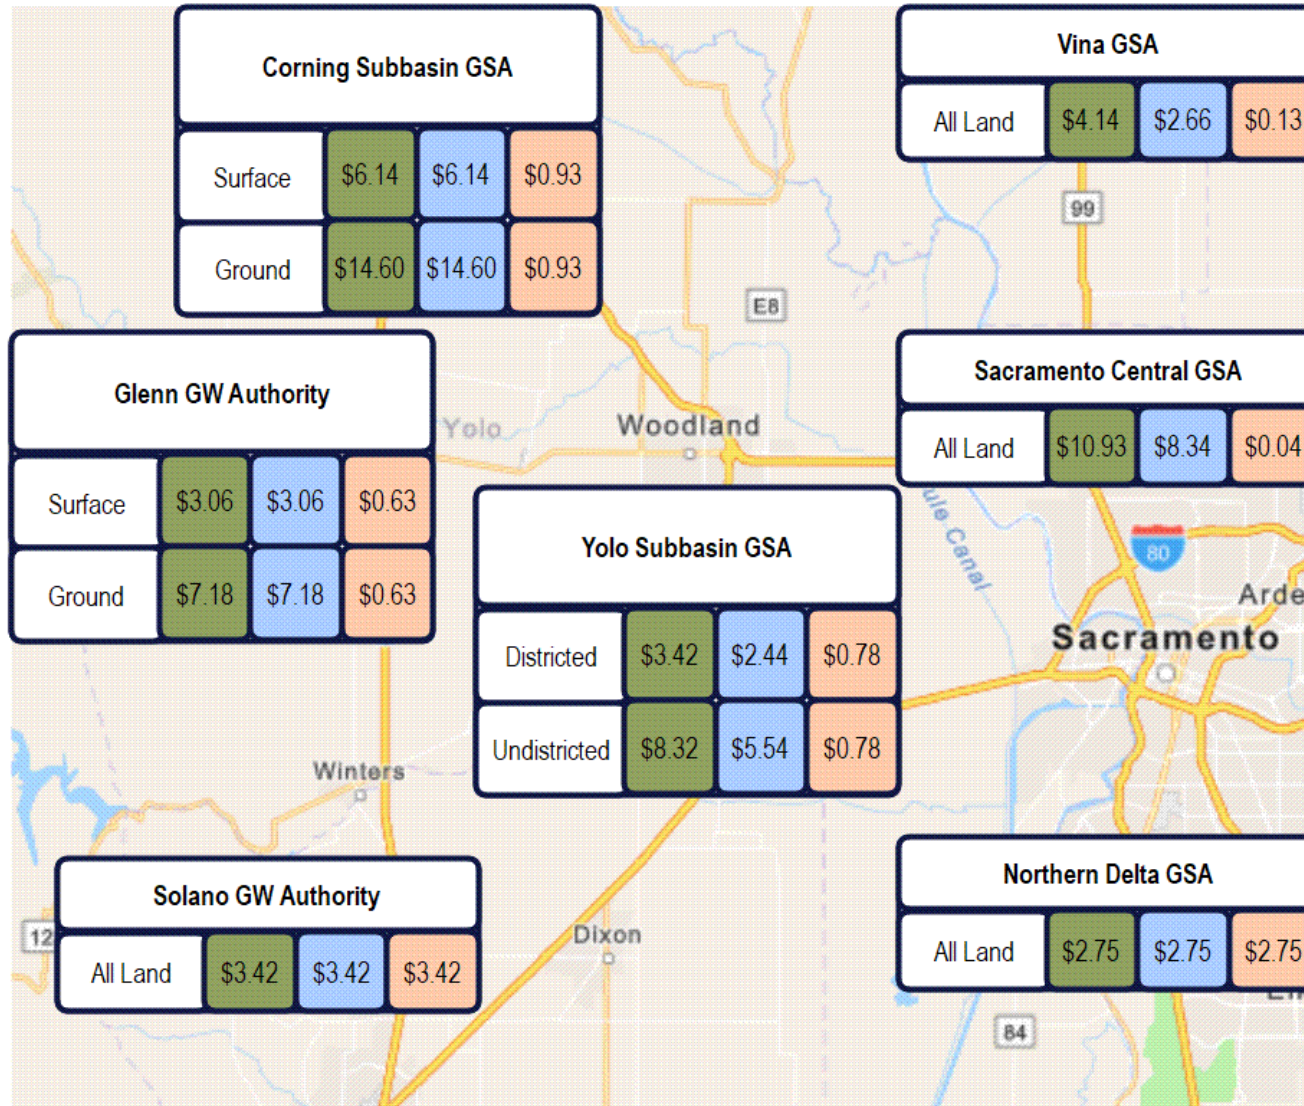 Corning Subbasin GSA
Surface $6.14 $6.14 $0.93
Ground $14.60 $14.60 $0.93
Vina GSA
All Land $4.14 $2.66 $0.13
99
E8
Glenn GW Authority
Surface $3.06 $3.06 $0.63
Ground $7.18 $7.18 $0.63
Yolo
Woodland
Sacramento Central GSA
All Land $10.93 $8.34 $0.04
Yolo Subbasin GSA
Districted $3.42 $2.44 $0.78
Undistricted $8.32 $5.54 $0.78
ule Canal
80
Arde
Sacramento
Winters
Solano GW Authority
All Land $3.42 $3.42 $3.42
12
Dixon
Northern Delta GSA
All Land $2.75 $2.75 $2.75
84